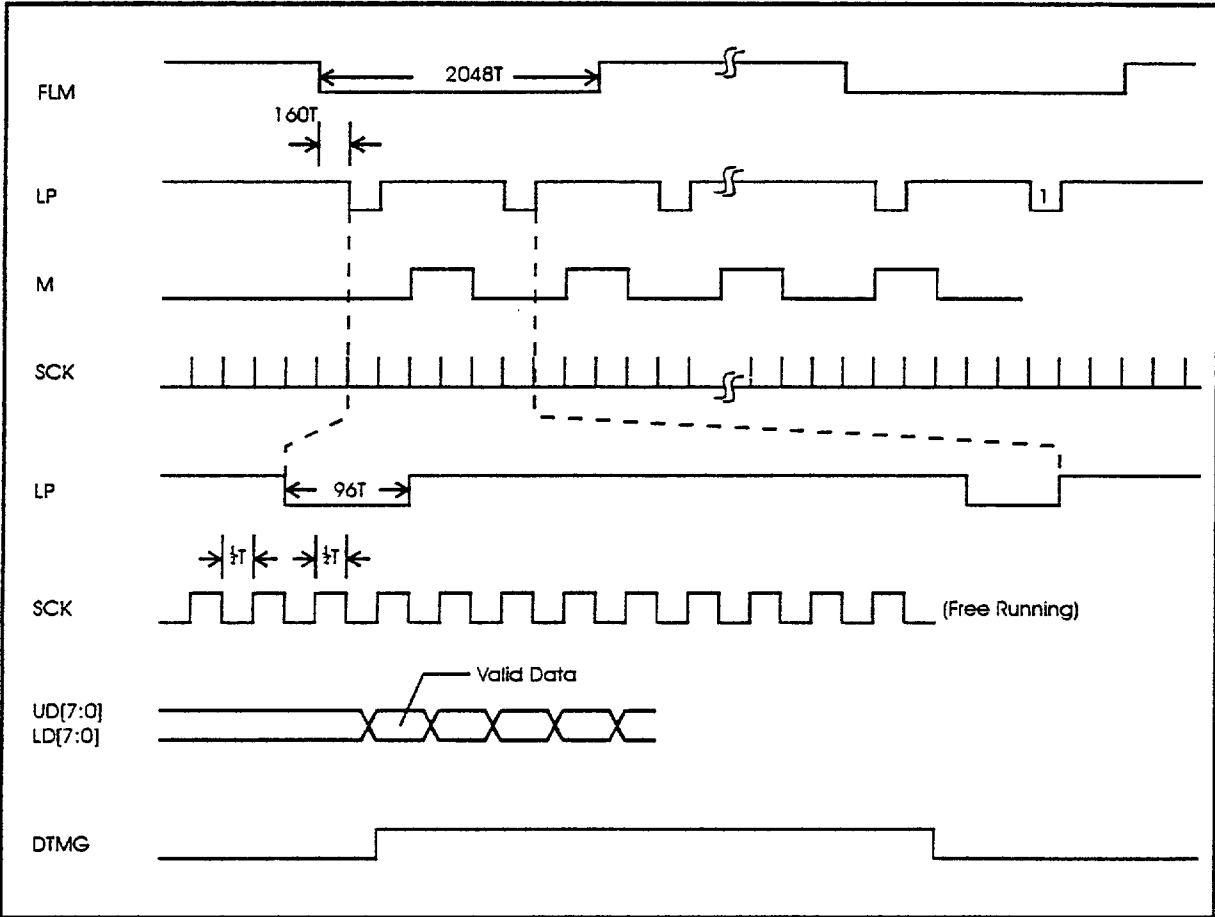 FLM
2048T
160T
LP
1
M
SCK
LP
96T
½T
½T
SCK
(Free Running)
Valid Data
UD[7:0]
LD[7:0]
DTMG